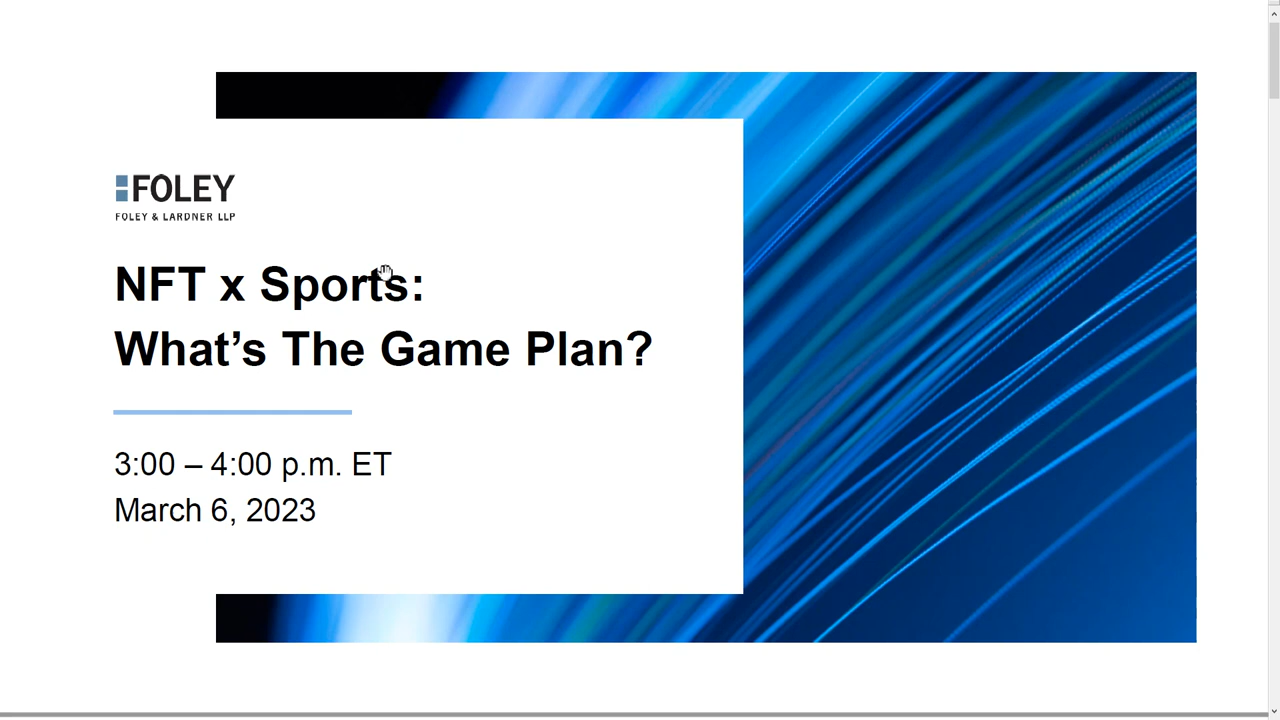 FOLEY
FOLEY & LARDNER LLP
NFT x Sports:
What’s The Game Plan?
3:00 – 4:00 p.m. ET
March 6, 2023